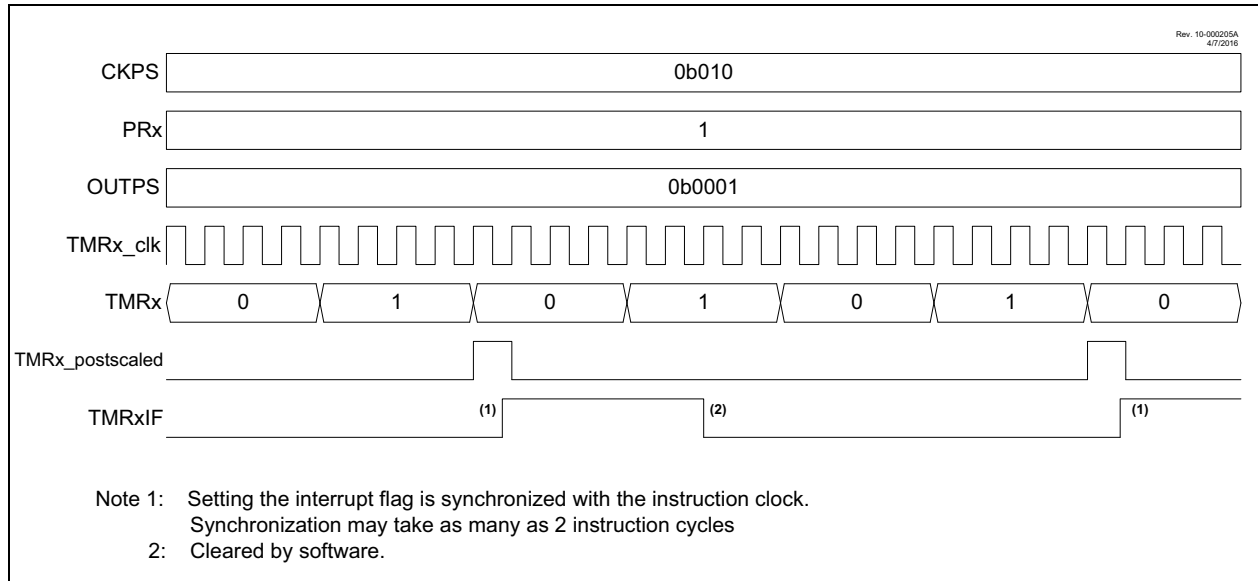 Rev. 10-000205A
4/7/2016
CKPS 0b010
PRx 1
OUTPS 0b0001
TMRx_clk
TMRx 0 1 0 1 0 1 0
TMRx_postscaled
TMRxIF (1) (2) (1)
Note 1: Setting the interrupt flag is synchronized with the instruction clock.
Synchronization may take as many as 2 instruction cycles
2: Cleared by software.